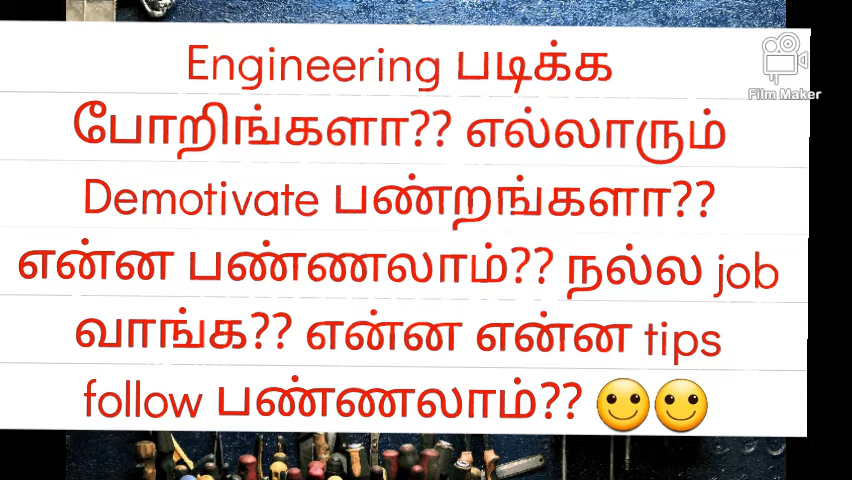 Engineering படிக்க
போறிங்களா?? எல்லாரும்
Demotivate பண்றங்களா??
என்ன பண்ணலாம்?? நல்ல job
வாங்க?? என்ன என்ன tips
follow பண்ணலாம்?? 🙂🙂
Film Maker